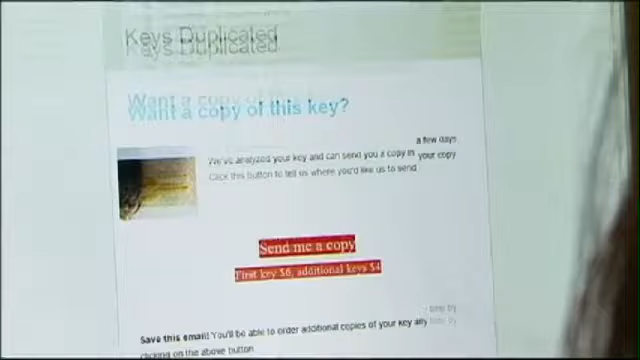 Keys Duplicated
Want a copy of this key?
We've analyzed your key and can send you a copy in a few days
Click this button to tell us where you'd like us to send your copy
Send me a copy
First key $6, additional keys $4
Save this email! You'll be able to order additional copies of your key any time by
clicking on the above button